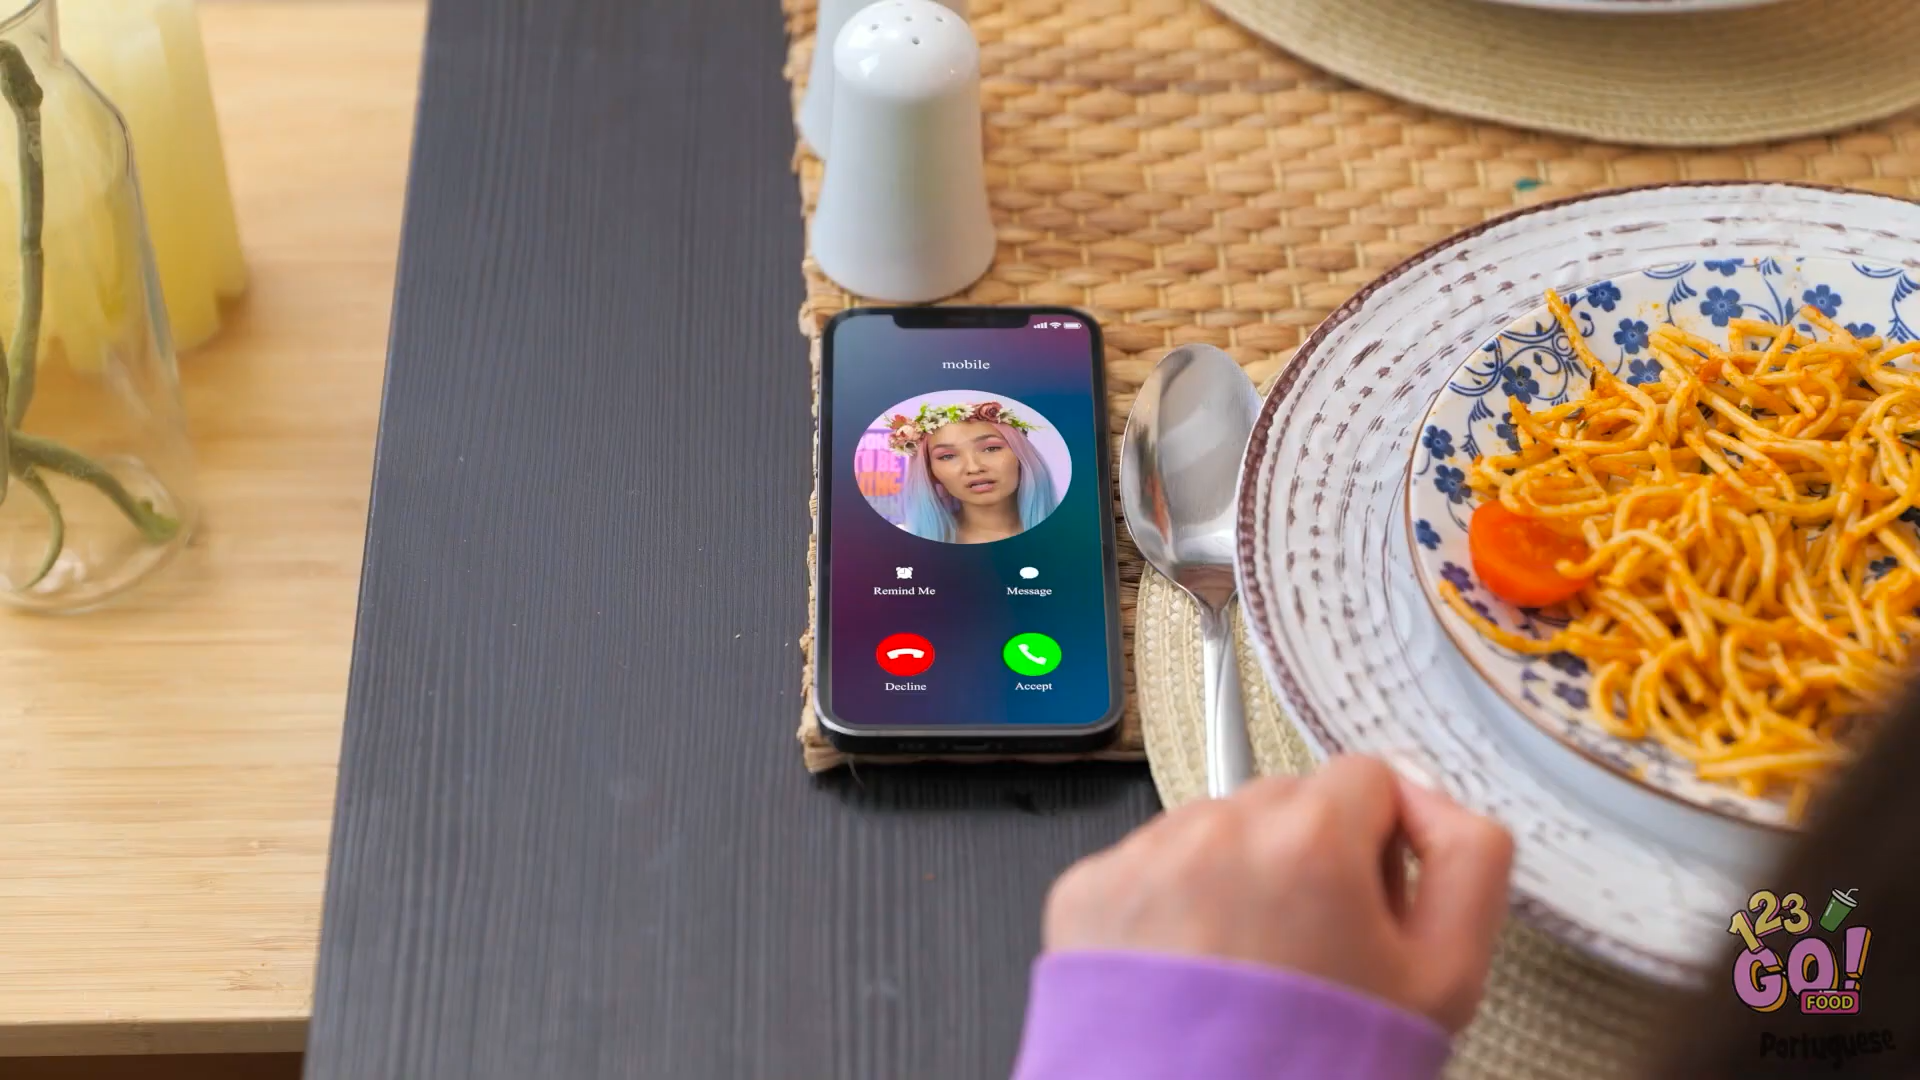 mobile
Remind Me
Message
Decline
Accept
123
GO!
FOOD
Portuguese